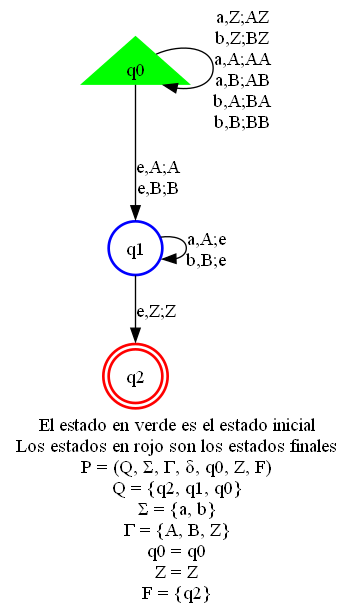 a,Z;AZ
b,Z;BZ
a,A;AA
a,B;AB
b,A;BA
b,B;BB
q0
e,A;A
e,B;B
q1
a,A;e
b,B;e
e,Z;Z
q2
El estado en verde es el estado inicial
Los estados en rojo son los estados finales
P = (Q, Σ, Γ, δ, q0, Z, F)
Q = {q2, q1, q0}
Σ = {a, b}
Γ = {A, B, Z}
q0 = q0
Z = Z
F = {q2}